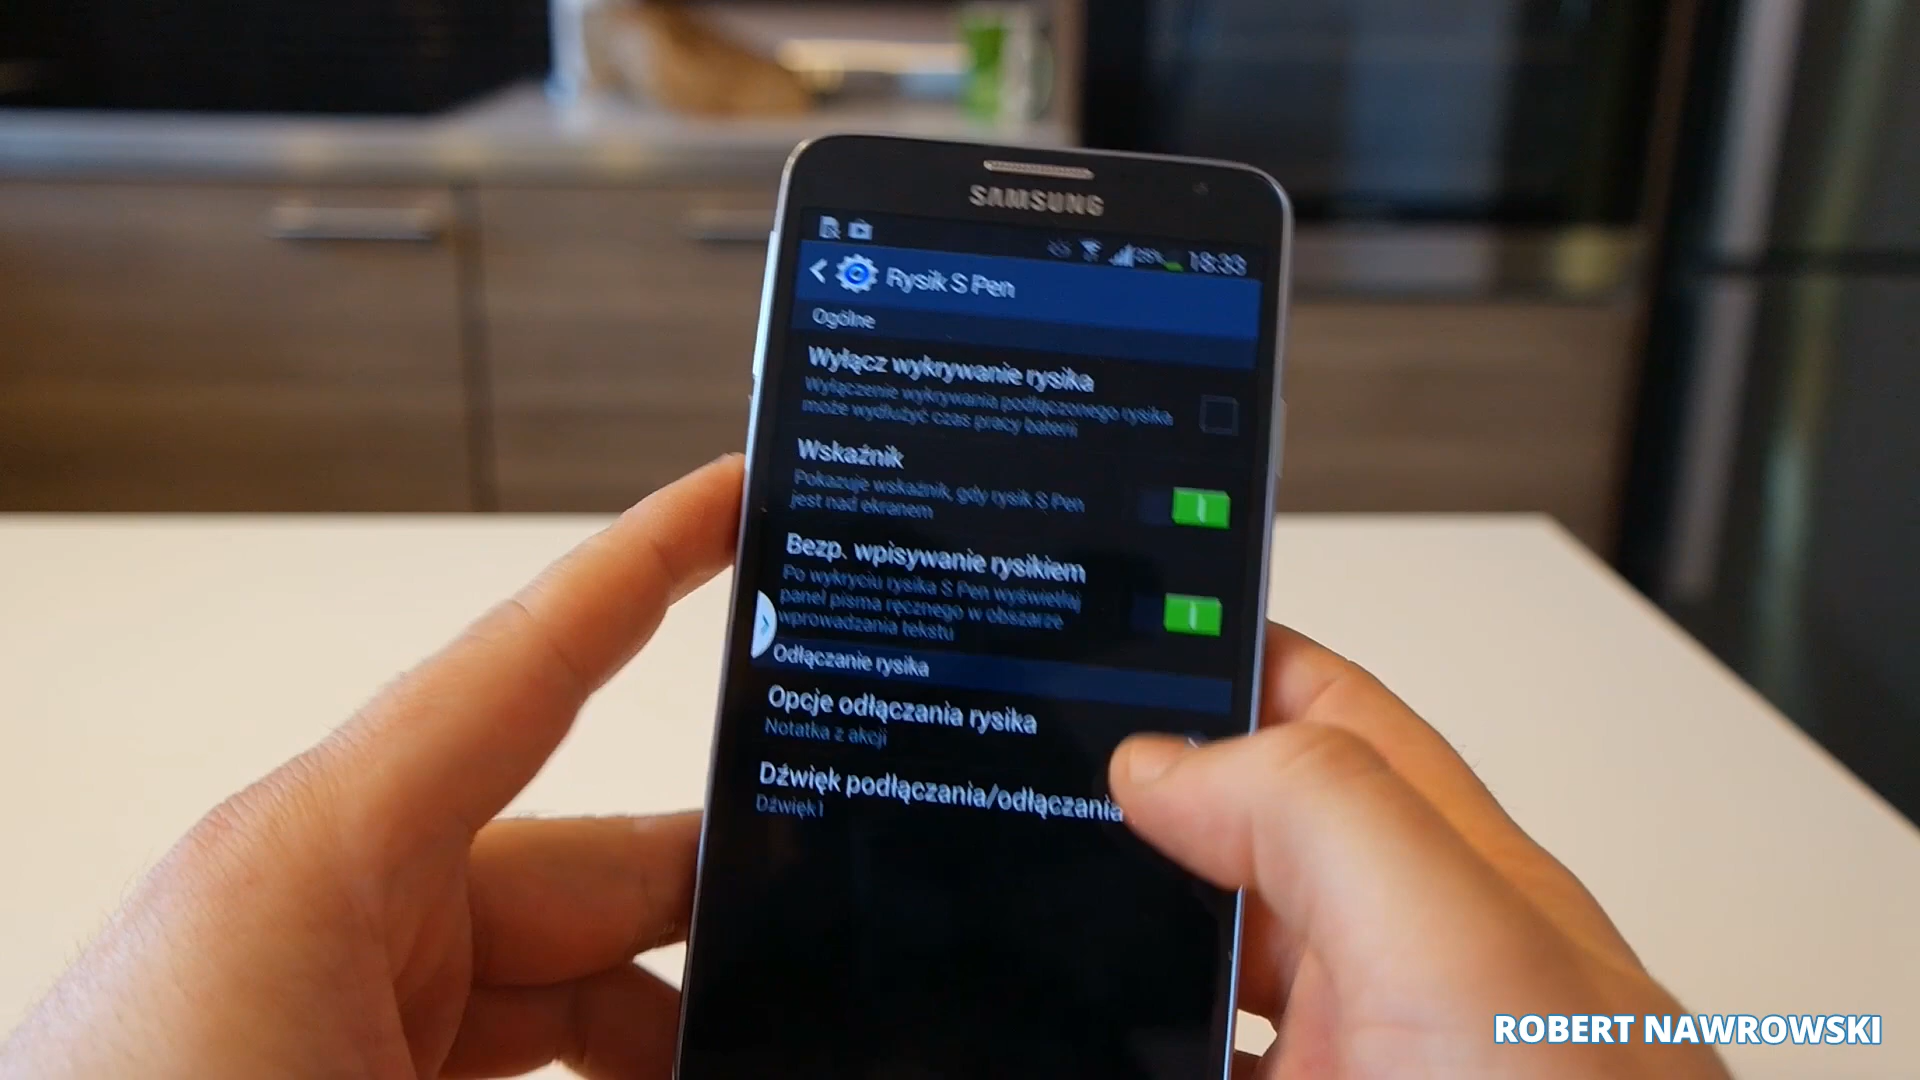 SAMSUNG
18:33
Rysik S Pen
Ogólne
Wyłącz wykrywanie rysika
Wyłączenie wykrywania podłączonego rysika
może wydłużyć czas pracy baterii
Wskaźnik
Pokazuje wskaźnik, gdy rysik S Pen
jest nad ekranem
Bezp. wpisywanie rysikiem
Po wykryciu rysika S Pen wyświetlaj
panel pisma ręcznego w obszarze
wprowadzania tekstu
Odłączanie rysika
Opcje odłączania rysika
Notatka z akcji
Dźwięk podłączania/odłączania
Dźwięk1
ROBERT NAWROWSKI